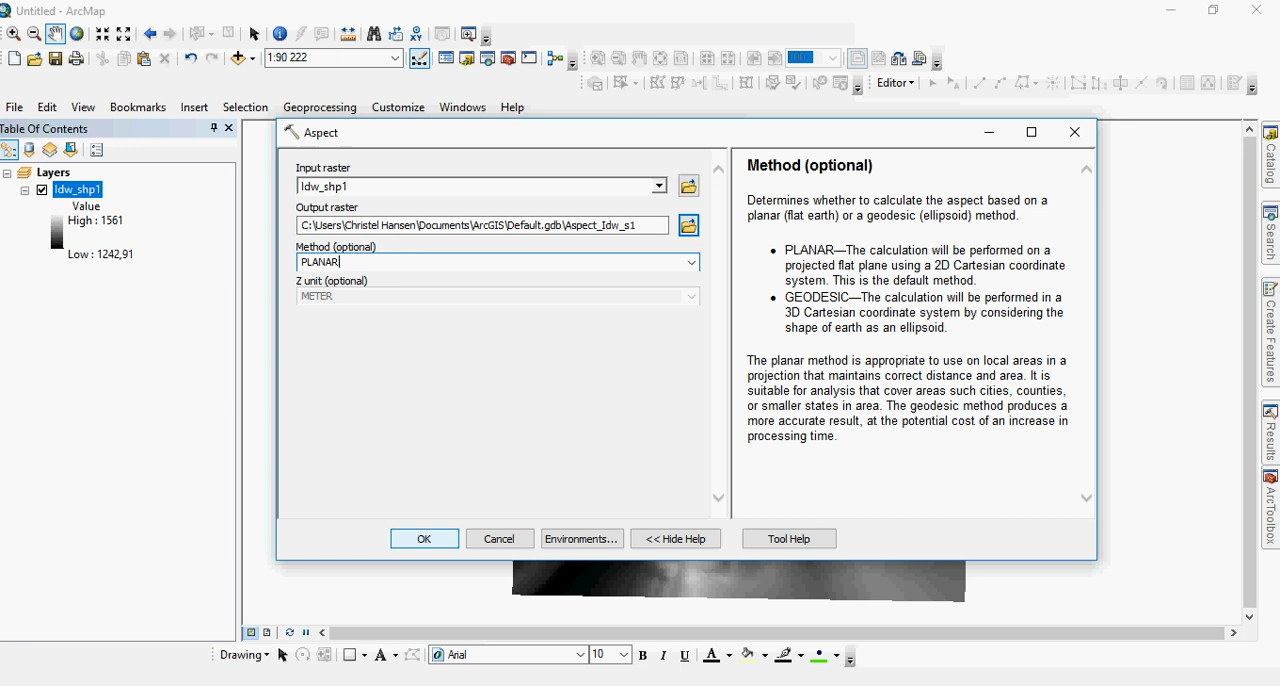 Untitled - ArcMap
1:90 222
Editor
File Edit View Bookmarks Insert Selection Geoprocessing Customize Windows Help
Table Of Contents
Layers
Idw_shp1
Value
High : 1561
Low : 1242,91
Aspect
Input raster
Idw_shp1
Output raster
C:\Users\Christel Hansen\Documents\ArcGIS\Default.gdb\Aspect_Idw_s1
Method (optional)
PLANAR
Z unit (optional)
METER
OK Cancel Environments... << Hide Help Tool Help
Method (optional)
Determines whether to calculate the aspect based on a
planar (flat earth) or a geodesic (ellipsoid) method.
• PLANAR—The calculation will be performed on a
projected flat plane using a 2D Cartesian coordinate
system. This is the default method.
• GEODESIC—The calculation will be performed in a
3D Cartesian coordinate system by considering the
shape of earth as an ellipsoid.
The planar method is appropriate to use on local areas in a
projection that maintains correct distance and area. It is
suitable for analysis that cover areas such cities, counties,
or smaller states in area. The geodesic method produces a
more accurate result, at the potential cost of an increase in
processing time.
Catalog
Search
Create Features
Results
ArcToolbox
Drawing Arial 10 B I U A